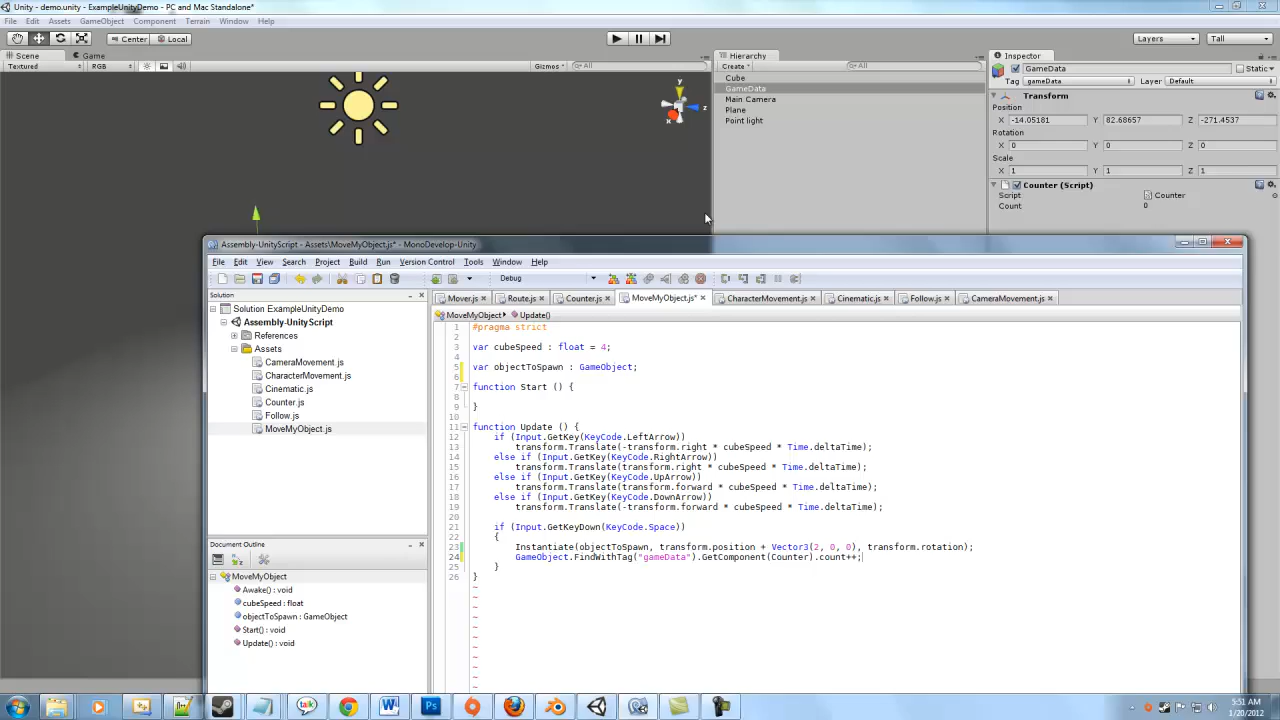 Unity - demo.unity - ExampleUnityDemo - PC and Mac Standalone*
File Edit Assets GameObject Component Terrain Window Help
Center Local
Layers Tall
Scene Game
Textured RGB Gizmos All
y
z
x
Hierarchy
Create All
Cube
GameData
Main Camera
Plane
Point light
Inspector
GameData Static
Tag gameData Layer Default
Transform
Position
X -14.05181 Y 82.68657 Z -271.4537
Rotation
X 0 Y 0 Z 0
Scale
X 1 Y 1 Z 1
Counter (Script)
Script Counter
Count 0
Assembly-UnityScript - Assets\MoveMyObject.js* - MonoDevelop-Unity
File Edit View Search Project Build Run Version Control Tools Window Help
Debug
Solution
Solution ExampleUnityDemo
Assembly-UnityScript
References
Assets
CameraMovement.js
CharacterMovement.js
Cinematic.js
Counter.js
Follow.js
MoveMyObject.js
Document Outline
MoveMyObject
Awake() : void
cubeSpeed : float
objectToSpawn : GameObject
Start() : void
Update() : void
Mover.js Route.js Counter.js MoveMyObject.js* CharacterMovement.js Cinematic.js Follow.js CameraMovement.js
MoveMyObject Update()
1 #pragma strict
2
3 var cubeSpeed : float = 4;
4
5 var objectToSpawn : GameObject;
6
7 function Start () {
8
9 }
10
11 function Update () {
12 if (Input.GetKey(KeyCode.LeftArrow))
13 transform.Translate(-transform.right * cubeSpeed * Time.deltaTime);
14 else if (Input.GetKey(KeyCode.RightArrow))
15 transform.Translate(transform.right * cubeSpeed * Time.deltaTime);
16 else if (Input.GetKey(KeyCode.UpArrow))
17 transform.Translate(transform.forward * cubeSpeed * Time.deltaTime);
18 else if (Input.GetKey(KeyCode.DownArrow))
19 transform.Translate(-transform.forward * cubeSpeed * Time.deltaTime);
20
21 if (Input.GetKeyDown(KeyCode.Space))
22 {
23 Instantiate(objectToSpawn, transform.position + Vector3(2, 0, 0), transform.rotation);
24 GameObject.FindWithTag("gameData").GetComponent(Counter).count++;
25 }
26 }
~
~
~
~
~
~
~
~
~
~
~
talk
W
Ps
5:51 AM
1/20/2012